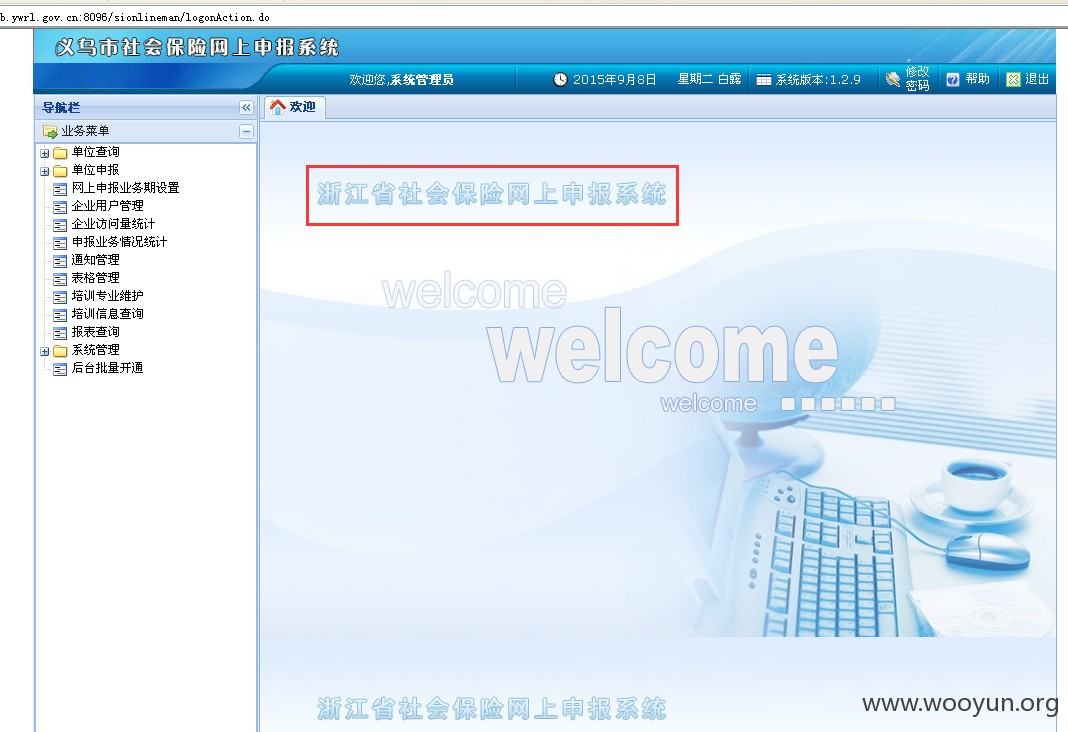 b.ywrl.gov.cn:8096/sionlineman/logonAction.do
义乌市社会保险网上申报系统
欢迎您,系统管理员
2015年9月8日 星期二 白露
系统版本:1.2.9
修改密码
帮助
退出
导航栏
欢迎
业务菜单
单位查询
单位申报
网上申报业务期设置
企业用户管理
企业访问量统计
申报业务情况统计
通知管理
表格管理
培训专业维护
培训信息查询
报表查询
系统管理
后台批量开通
浙江省社会保险网上申报系统
welcome
welcome
welcome
浙江省社会保险网上申报系统
www.wooyun.org